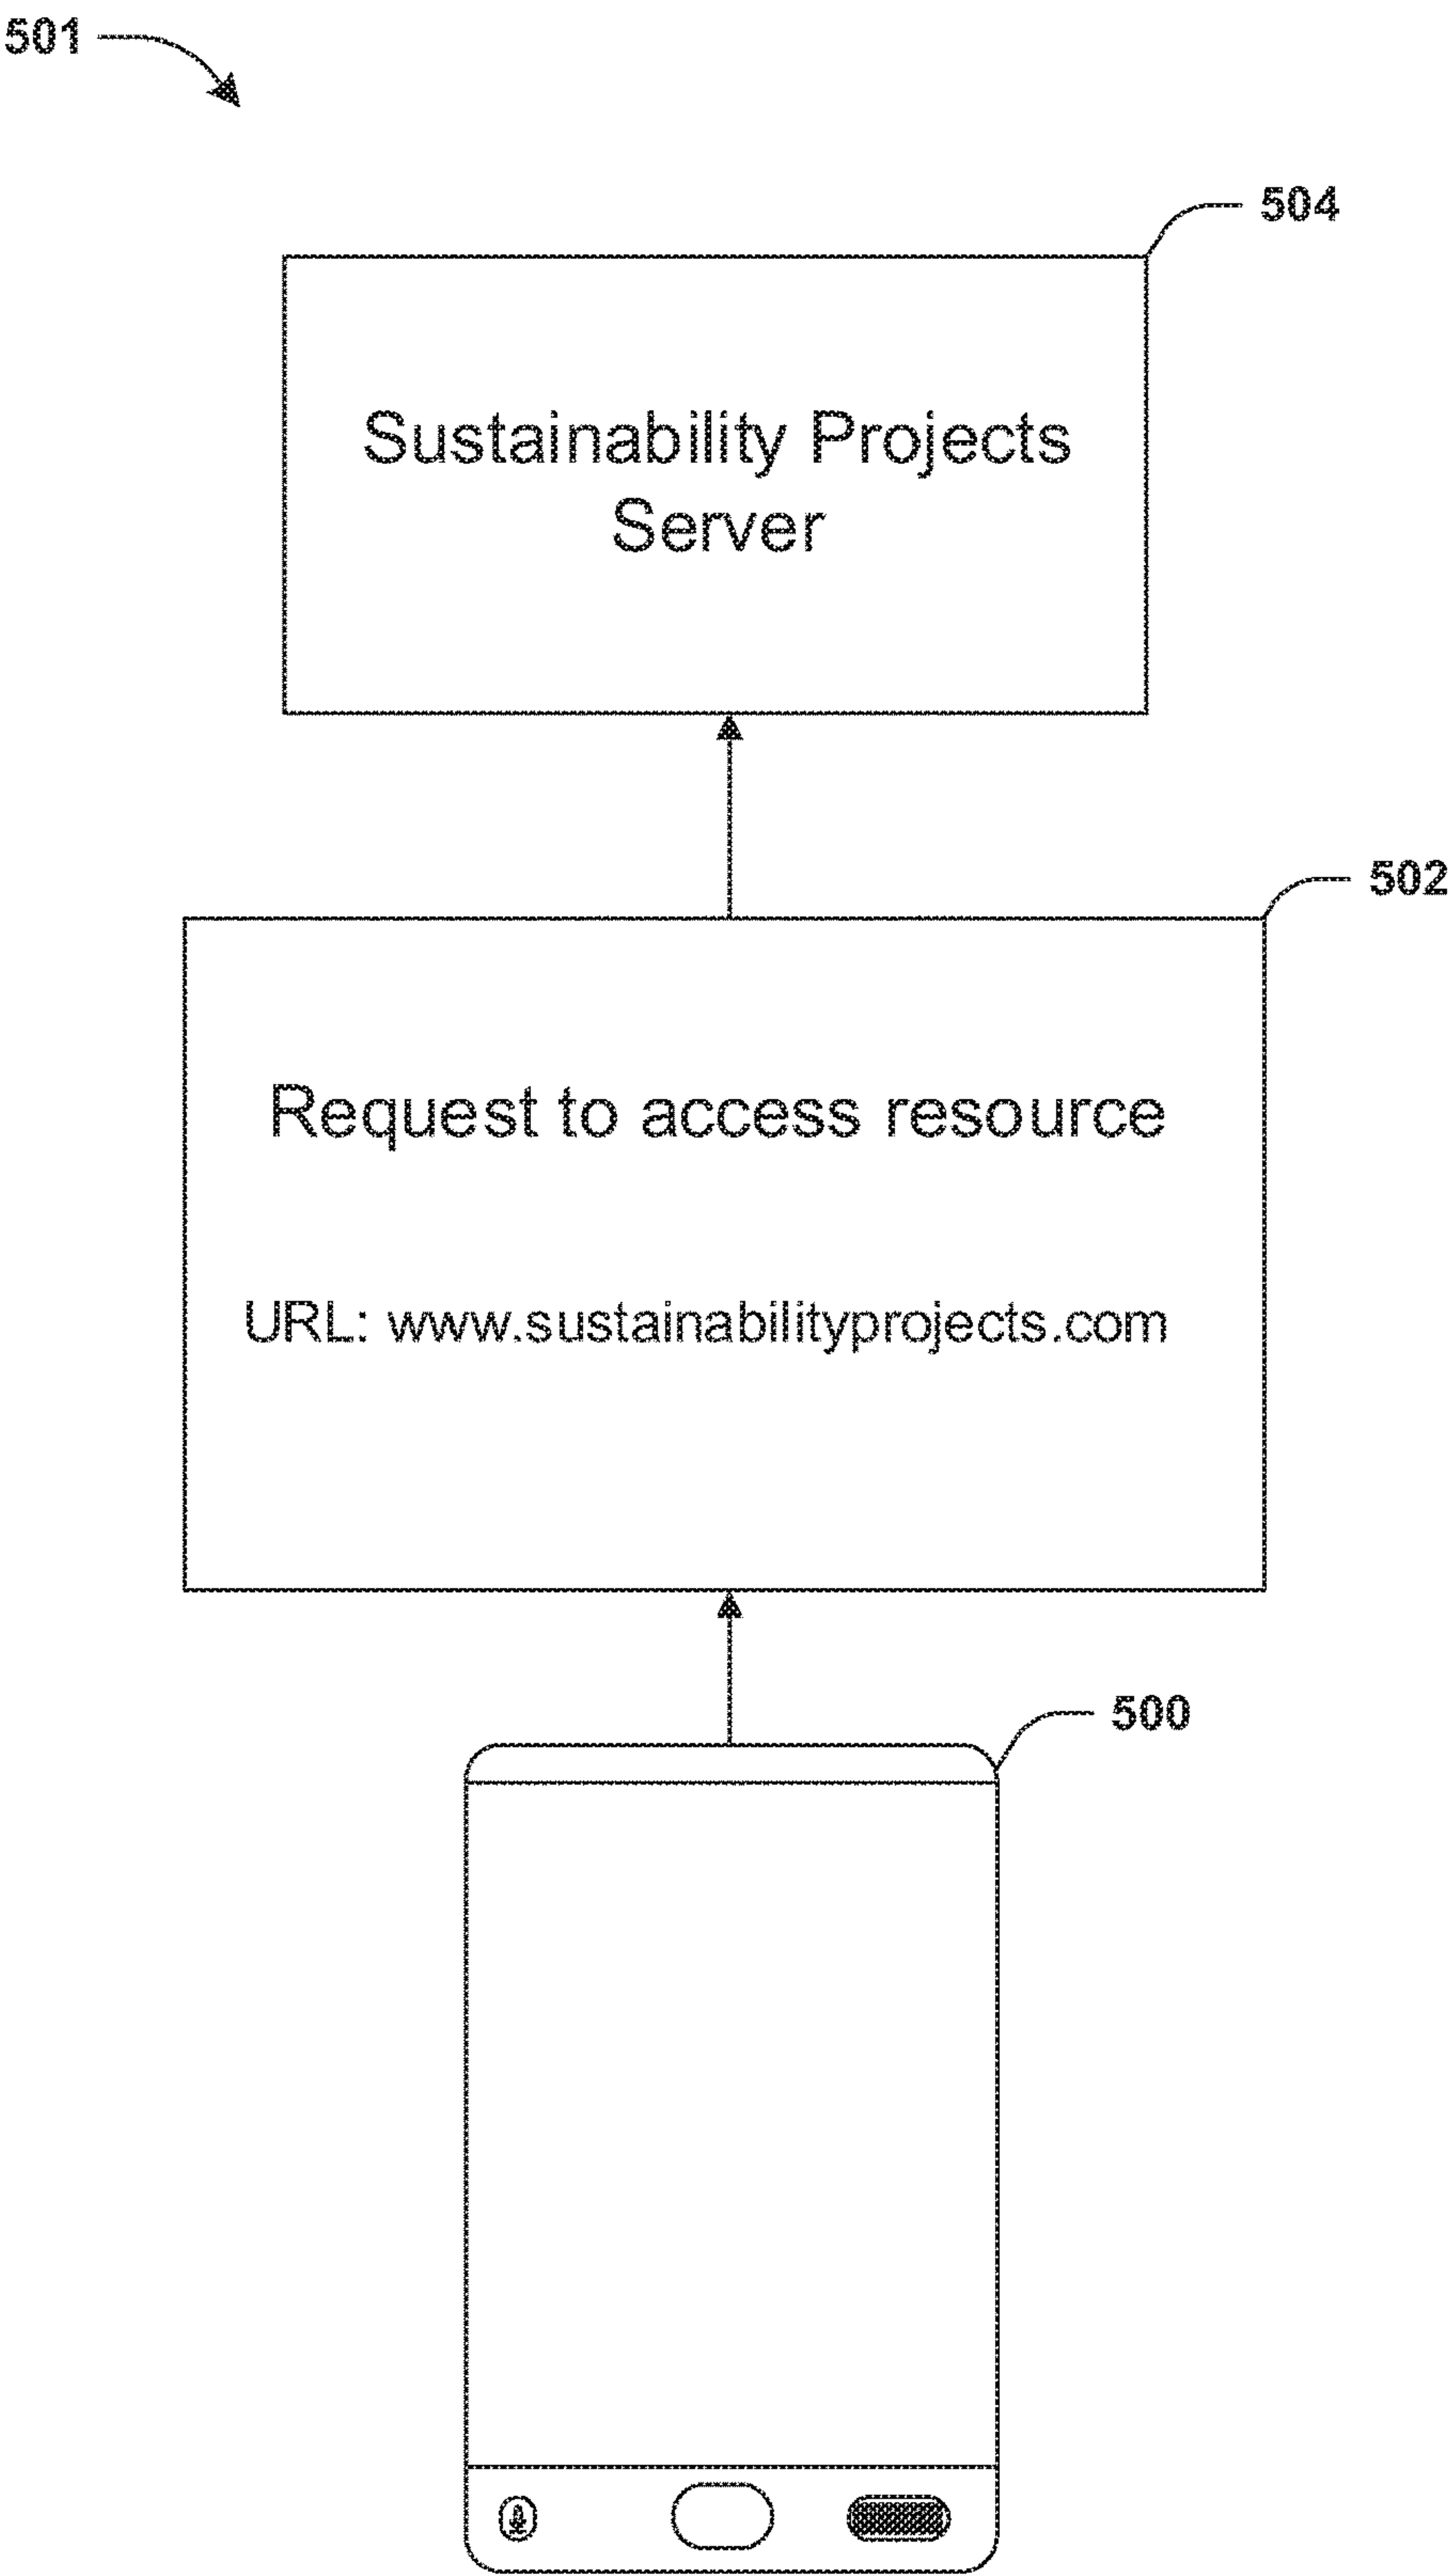 501
504
Sustainability Projects
Server
502
Request to access resource
URL: www.sustainabilityprojects.com
500